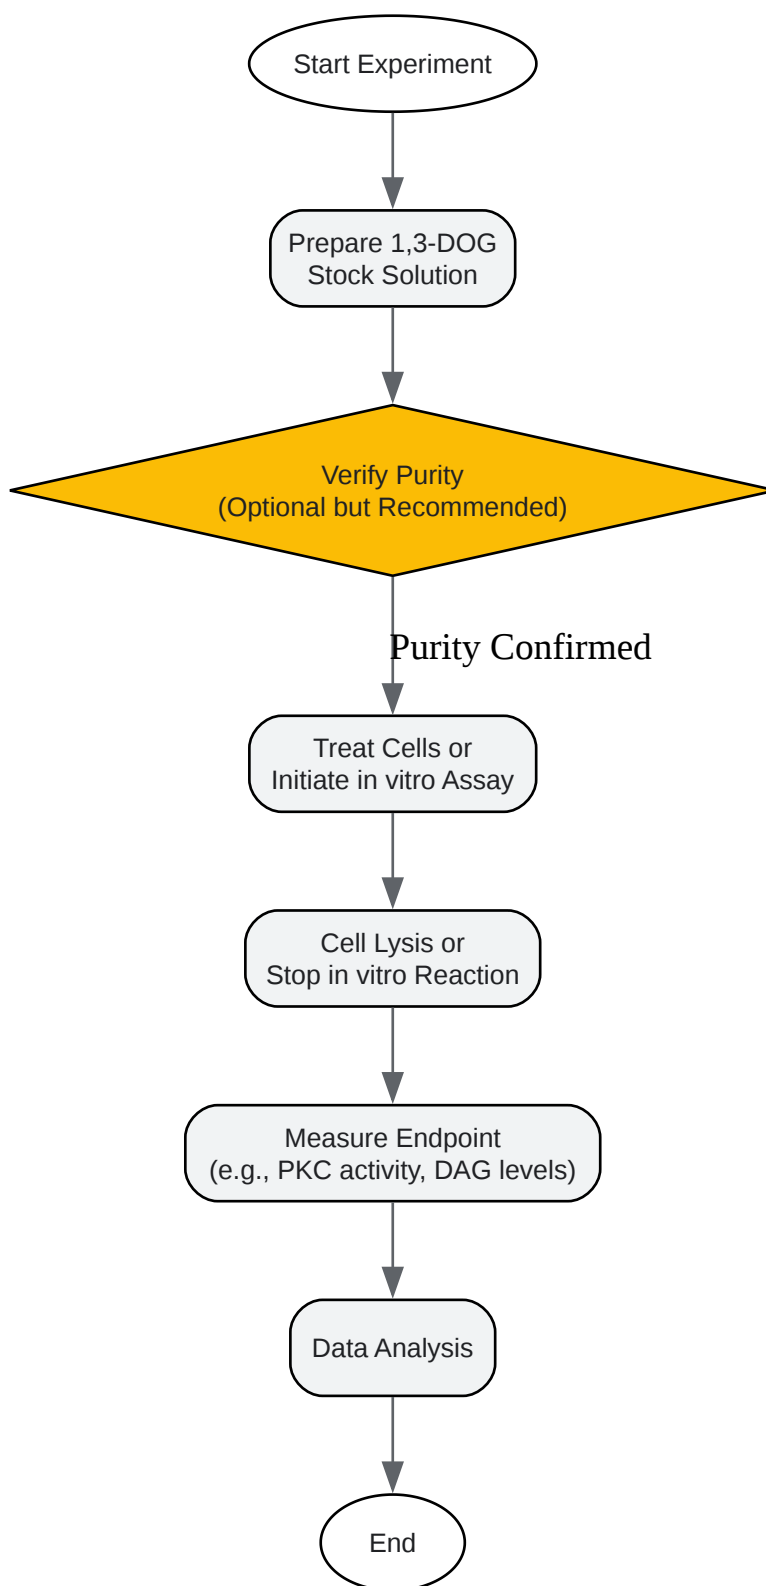 Start Experiment
Prepare 1,3-DOG
Stock Solution
Verify Purity
(Optional but Recommended)
Purity Confirmed
Treat Cells or
Initiate in vitro Assay
Cell Lysis or
Stop in vitro Reaction
Measure Endpoint
(e.g., PKC activity, DAG levels)
Data Analysis
End